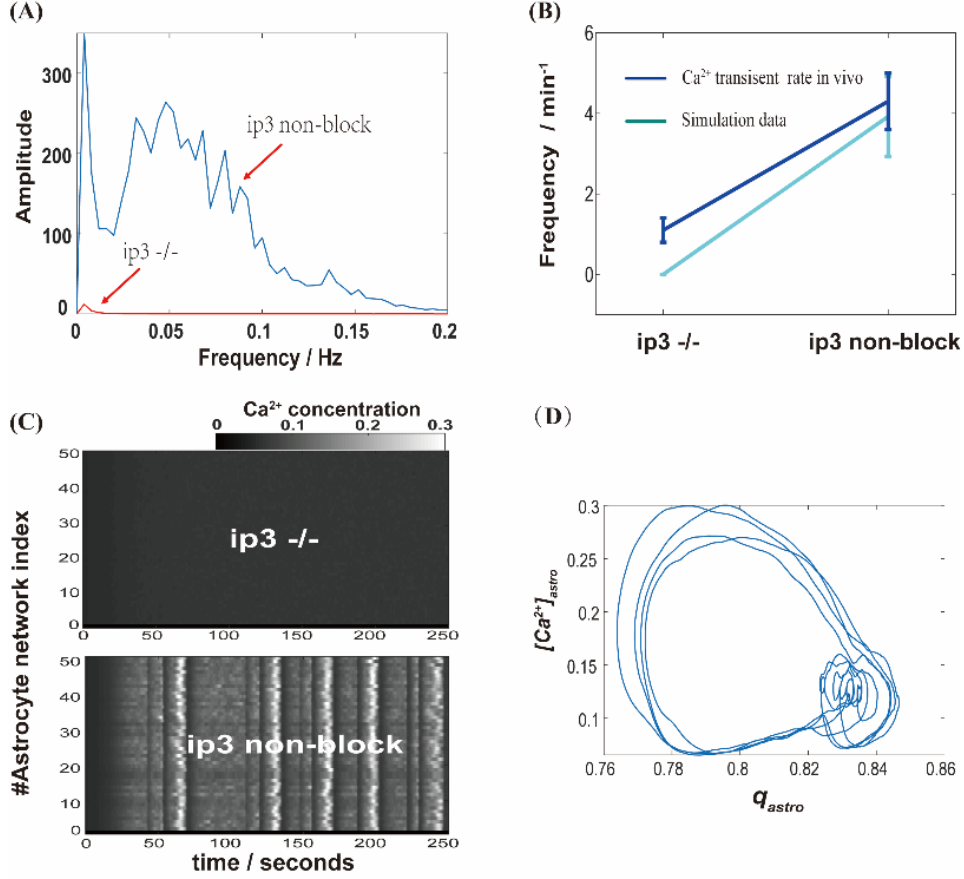 (A)
300
200
100
0
Amplitude
ip3 non-block
ip3 -/-
0
0.05
0.1
0.15
0.2
Frequency / Hz
(B)
6
4
2
0
Frequency / min⁻¹
Ca²⁺ transisent rate in vivo
Simulation data
ip3 -/-
ip3 non-block
(C)
Ca²⁺ concentration
0
0.1
0.2
0.3
#Astrocyte network index
50
40
30
20
10
0
ip3 -/-
0
50
100
150
200
250
50
40
30
20
10
0
ip3 non-block
0
50
100
150
200
250
time / seconds
(D)
0.3
0.25
0.2
0.15
0.1
[Ca²⁺]astro
0.76
0.78
0.8
0.82
0.84
0.86
qastro